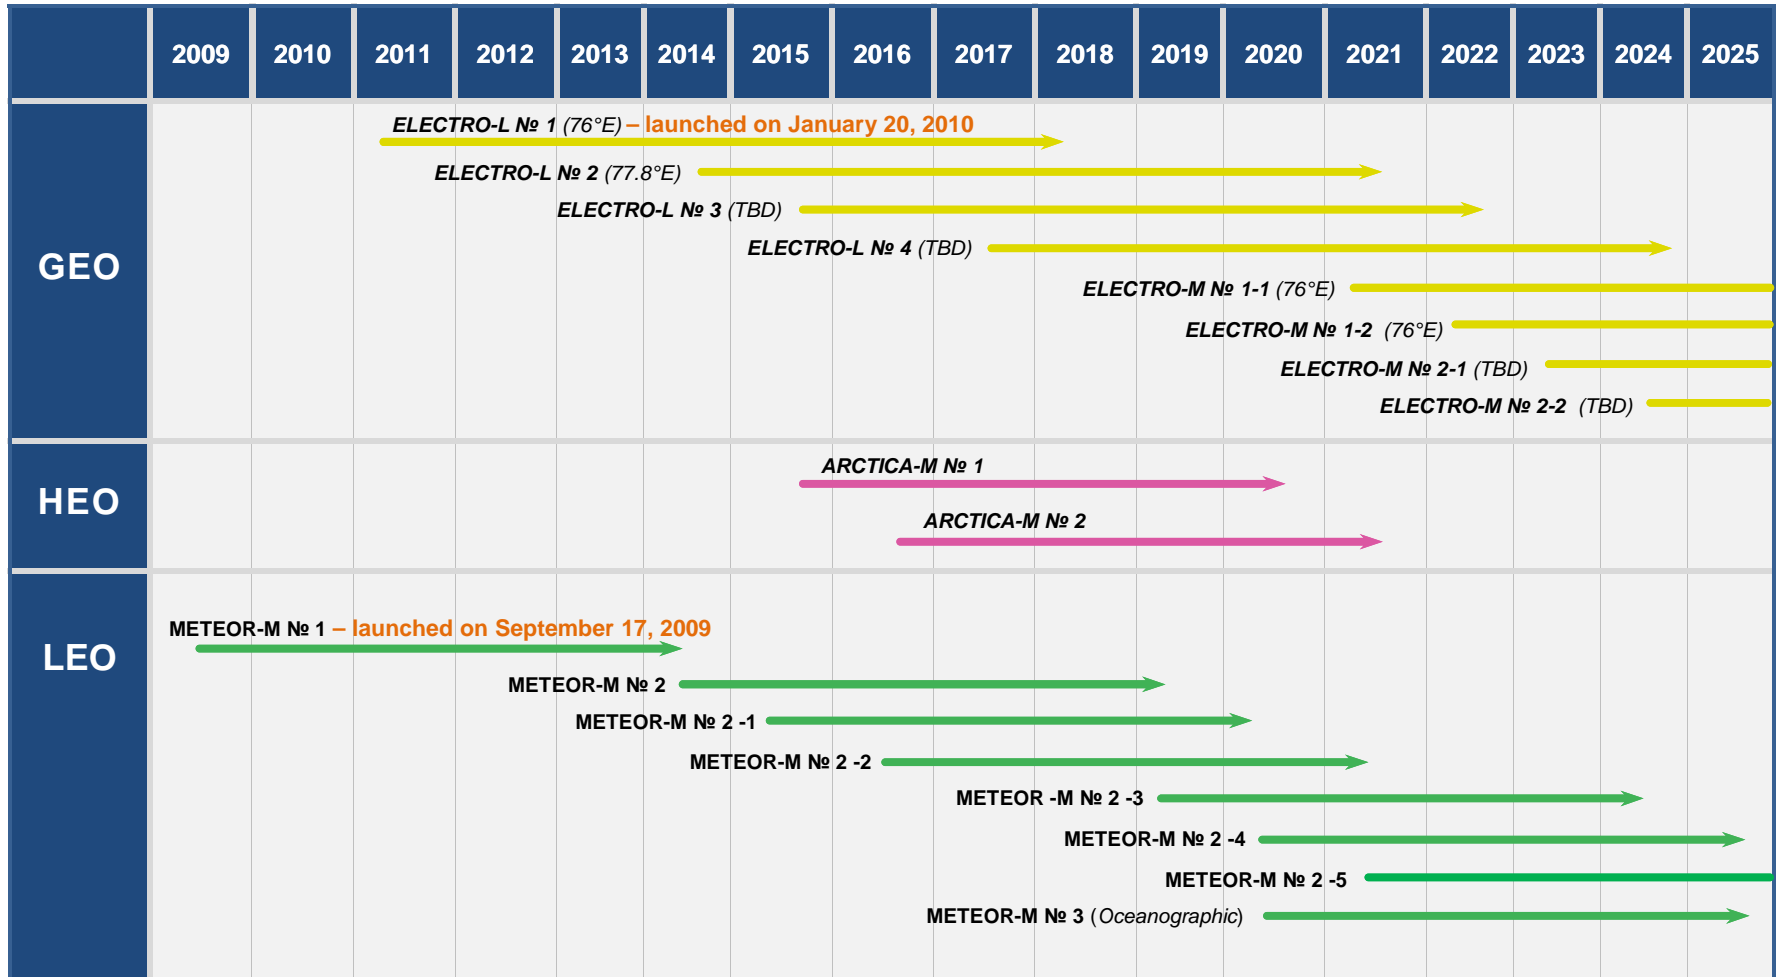 2009 2010 2011 2012 2013 2014 2015 2016 2017 2018 2019 2020 2021 2022 2023 2024 2025
GEO
ELECTRO-L № 1 (76°E) – launched on January 20, 2010
ELECTRO-L № 2 (77.8°E)
ELECTRO-L № 3 (TBD)
ELECTRO-L № 4 (TBD)
ELECTRO-M № 1-1 (76°E)
ELECTRO-M № 1-2 (76°E)
ELECTRO-M № 2-1 (TBD)
ELECTRO-M № 2-2 (TBD)
HEO
ARCTICA-M № 1
ARCTICA-M № 2
LEO
METEOR-M № 1 – launched on September 17, 2009
METEOR-M № 2
METEOR-M № 2 -1
METEOR-M № 2 -2
METEOR -M № 2 -3
METEOR-M № 2 -4
METEOR-M № 2 -5
METEOR-M № 3 (Oceanographic)